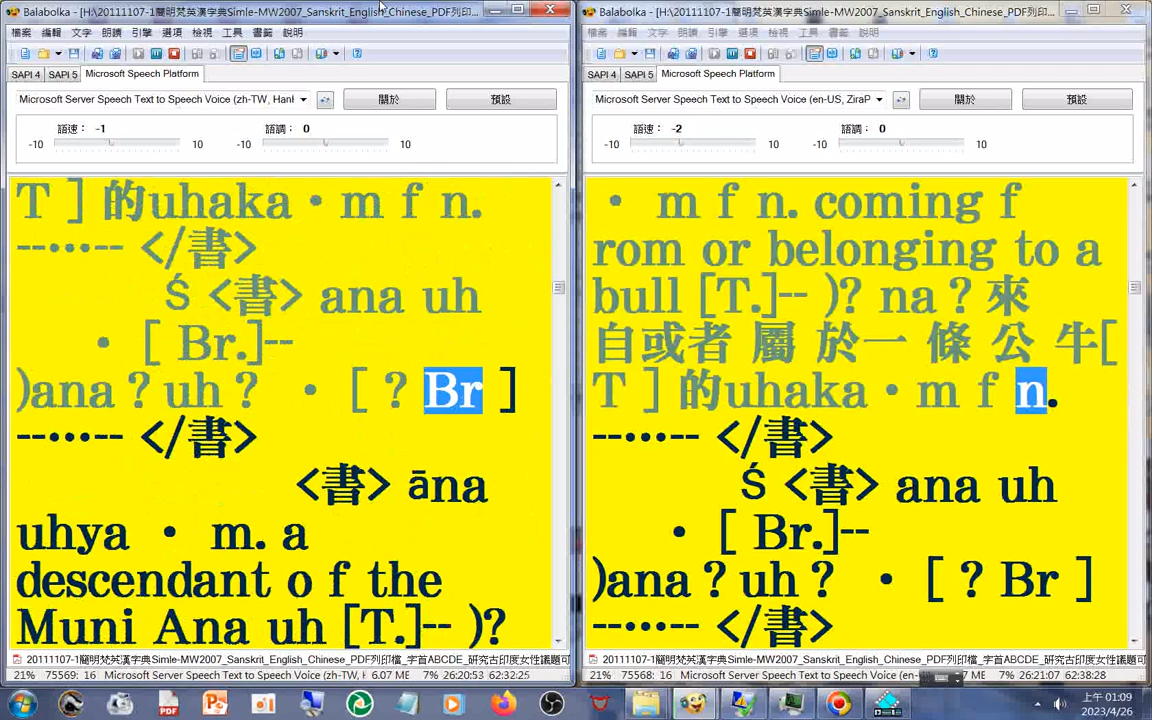 Balabolka - [H:\20111107-1簡明梵英漢字典Simle-MW2007_Sanskrit_English_Chinese_PDF列印...
檔案 編輯 文字 朗讀 引擎 選項 檢視 工具 書籤 說明
SAPI 4 SAPI 5 Microsoft Speech Platform
Microsoft Server Speech Text to Speech Voice (zh-TW, Hanl
關於 預設
語速： -1 語調： 0
-10 10 -10 10
T ] 的uhaka • m f n.
--•••-- </書>
Ś <書> ana uh
• [ Br.]--
)ana ? uh ? • [ ? Br ]
--•••-- </書>
<書> āna
uhya • m. a
descendant o f the
Muni Ana uh [T.]-- )?
20111107-1簡明梵英漢字典Simle-MW2007_Sanskrit_English_Chinese_PDF列印檔_字首ABCDE_研究古印度女性議題可
21% 75569: 16 Microsoft Server Speech Text to Speech Voice (zh-TW, H 6.07 ME 7% 26:20:53 62:32:25
Balabolka - [H:\20111107-1簡明梵英漢字典Simle-MW2007_Sanskrit_English_Chinese_PDF列印...
檔案 編輯 文字 朗讀 引擎 選項 檢視 工具 書籤 說明
SAPI 4 SAPI 5 Microsoft Speech Platform
Microsoft Server Speech Text to Speech Voice (en-US, ZiraP
關於 預設
語速： -2 語調： 0
-10 10 -10 10
• m f n. coming f
rom or belonging to a
bull [T.]-- )? na ? 來
自或者 屬 於一 條 公 牛[
T ] 的uhaka • m f n.
--•••-- </書>
Ś <書> ana uh
• [ Br.]--
)ana ? uh ? • [ ? Br ]
--•••-- </書>
20111107-1簡明梵英漢字典Simle-MW2007_Sanskrit_English_Chinese_PDF列印檔_字首ABCDE_研究古印度女性議題可
21% 75568: 16 Microsoft Server Speech Text to Speech Voice 7% 26:21:07 62:38:28
上午 01:09
2023/4/26